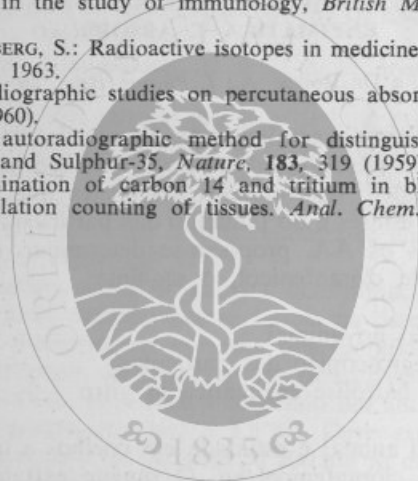 in the study of immunology, British M
BERG, S.: Radioactive isotopes in medicine
1963.
diographic studies on percutaneous absor
960).
autoradiographic method for distinguis
and Sulphur-35, Nature, 183, 319 (1959
ination of carbon 14 and tritium in b
lation counting of tissues. Anal. Chem.
1835